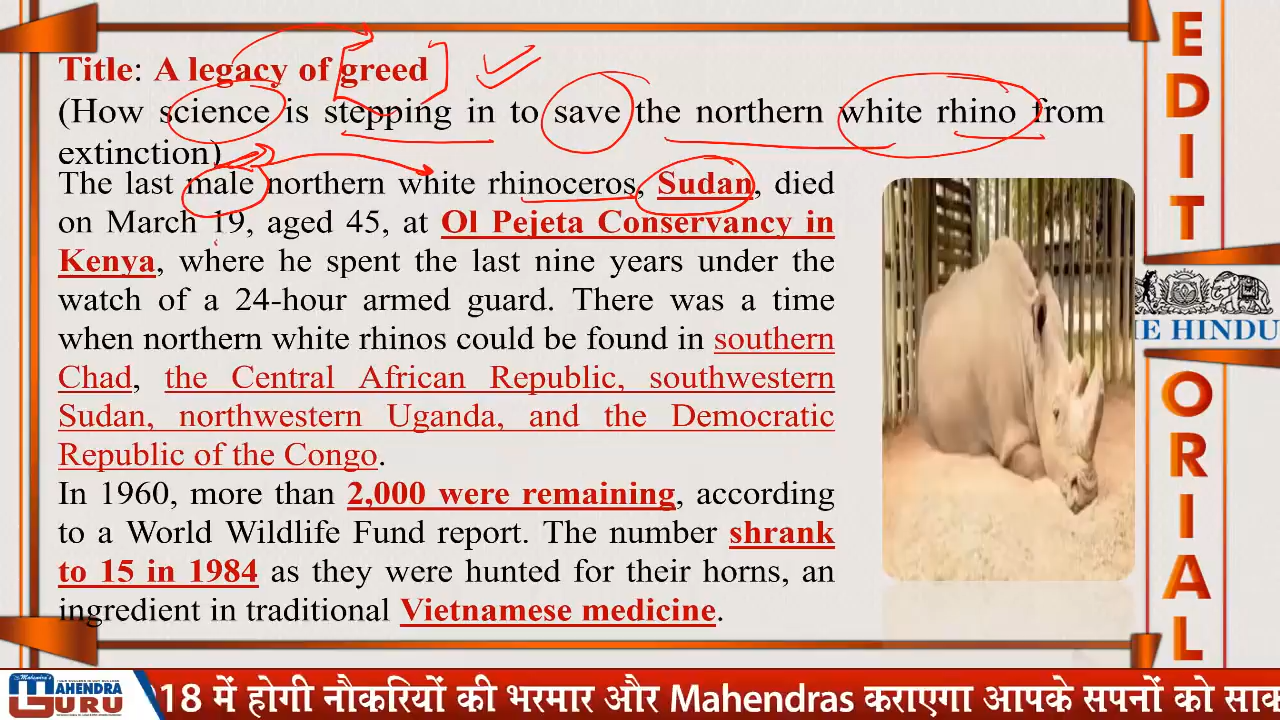 Title: A legacy of greed
(How science is stepping in to save the northern white rhino from
extinction)
The last male northern white rhinoceros, Sudan, died
on March 19, aged 45, at Ol Pejeta Conservancy in
Kenya, where he spent the last nine years under the
watch of a 24-hour armed guard. There was a time
when northern white rhinos could be found in southern
Chad, the Central African Republic, southwestern
Sudan, northwestern Uganda, and the Democratic
Republic of the Congo.
In 1960, more than 2,000 were remaining, according
to a World Wildlife Fund report. The number shrank
to 15 in 1984 as they were hunted for their horns, an
ingredient in traditional Vietnamese medicine.
EDITORIAL
HE HINDU
Mahendra's
MAHENDRA
GURU
018 में होगी नौकरियों की भरमार और Mahendras कराएगा आपके सपनों को साक